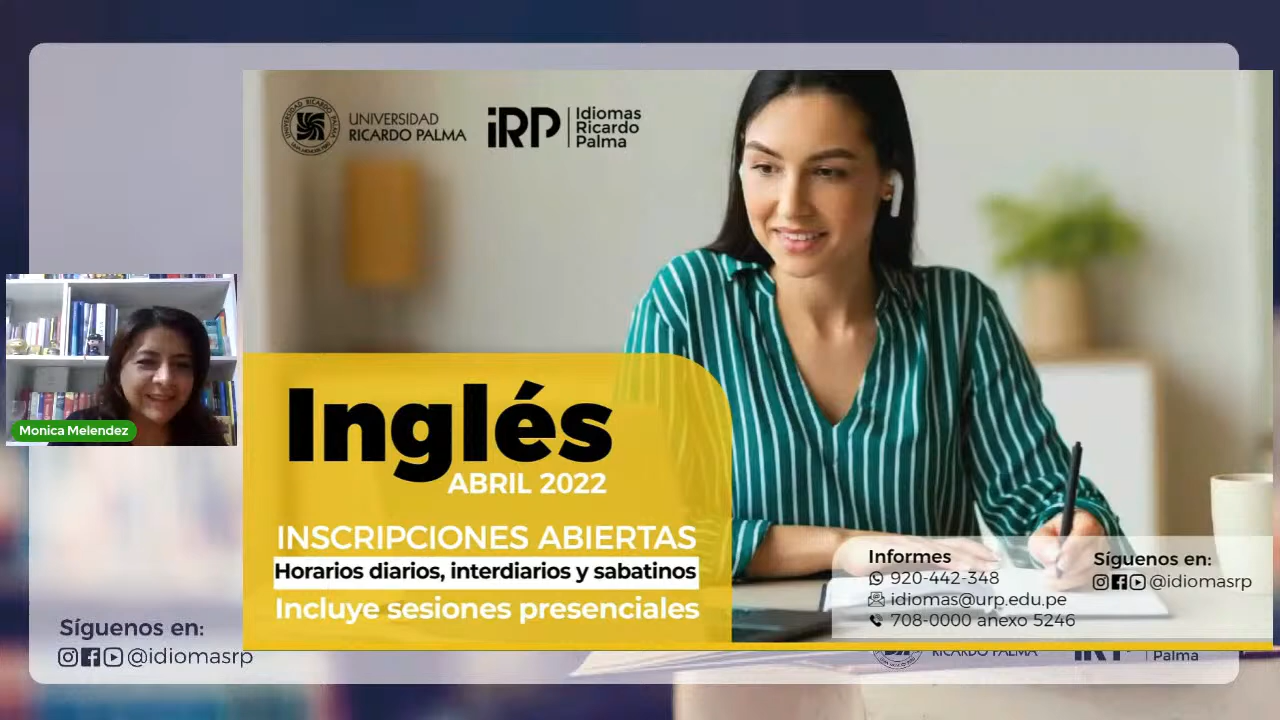 UNIVERSIDAD
RICARDO PALMA
iRP
Idiomas
Ricardo
Palma
Inglés
ABRIL 2022
INSCRIPCIONES ABIERTAS
Horarios diarios, interdiarios y sabatinos
Incluye sesiones presenciales
Informes
920-442-348
idiomas@urp.edu.pe
708-0000 anexo 5246
Síguenos en:
@idiomasrp
Monica Melendez
Síguenos en:
@idiomasrp
RICARDO PALMA
Palma